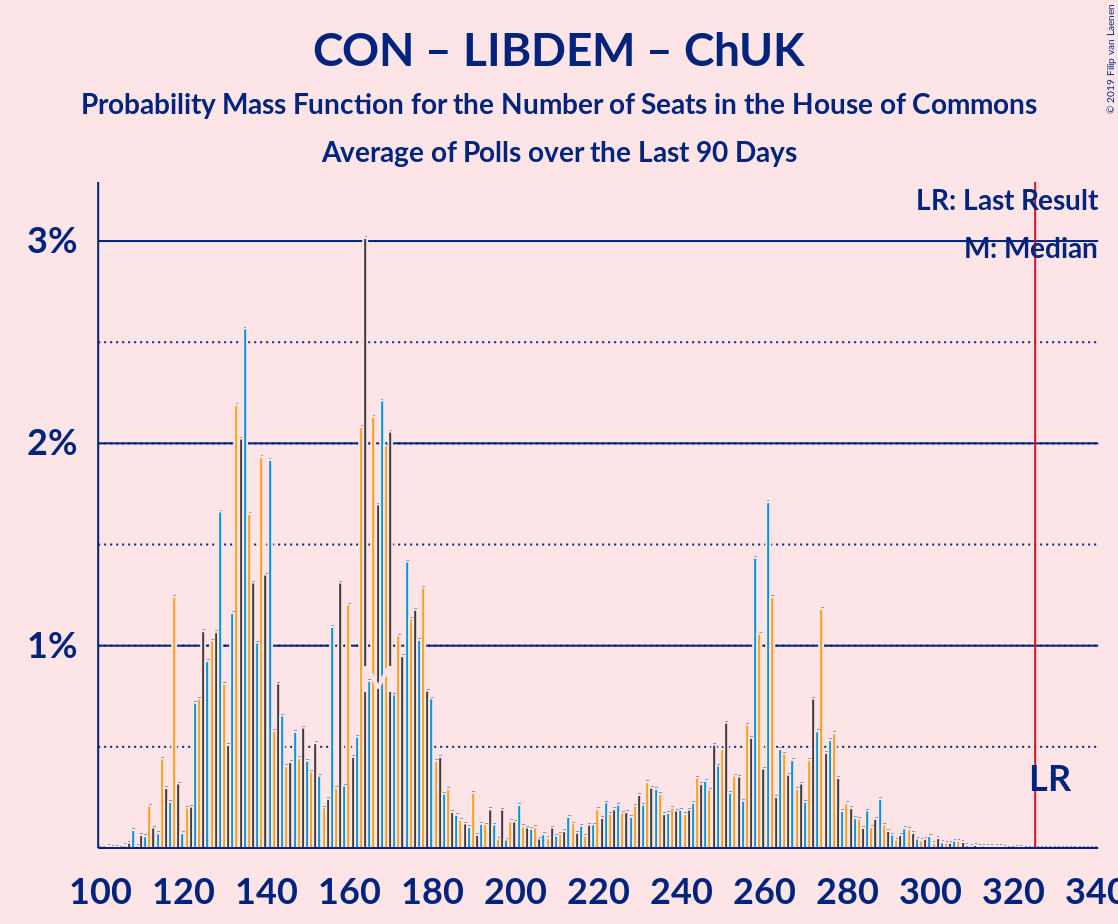 CON – LIBDEM – ChUK
Probability Mass Function for the Number of Seats in the House of Commons
Average of Polls over the Last 90 Days
© 2019 Filip van Laenen
LR: Last Result
M: Median
3%
2%
1%
M
LR
100 120 140 160 180 200 220 240 260 280 300 320 340